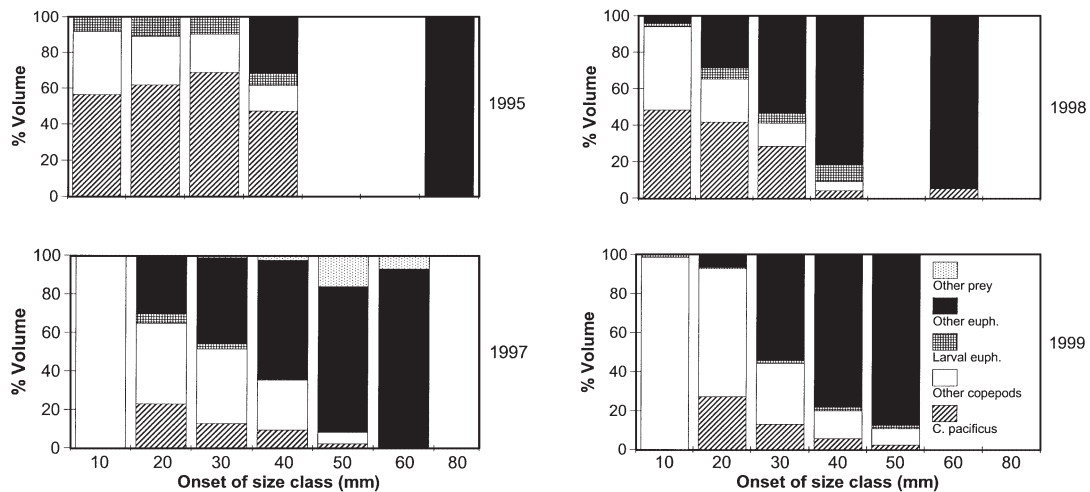 100
80
60
40
20
0
% Volume
1995
100
80
60
40
20
0
% Volume
1998
100
80
60
40
20
0
% Volume
10 20 30 40 50 60 80
Onset of size class (mm)
1997
100
80
60
40
20
0
% Volume
10 20 30 40 50 60 80
Onset of size class (mm)
1999
Other prey
Other euph.
Larval euph.
Other copepods
C. pacificus